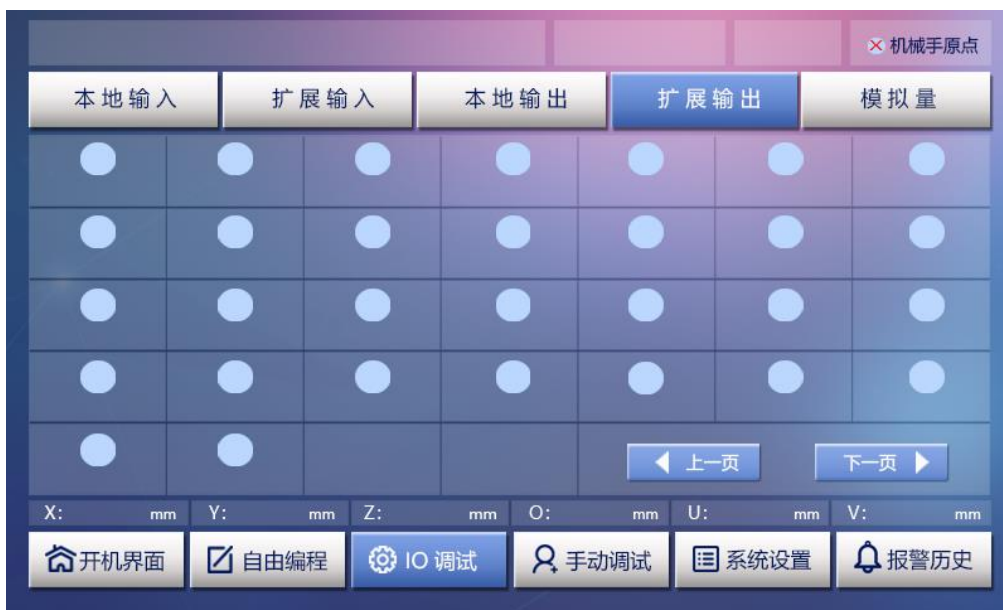 机械手原点
本地输入 扩展输入 本地输出 扩展输出 模拟量
上一页 下一页
X: mm Y: mm Z: mm O: mm U: mm V: mm
开机界面 自由编程 IO 调试 手动调试 系统设置 报警历史